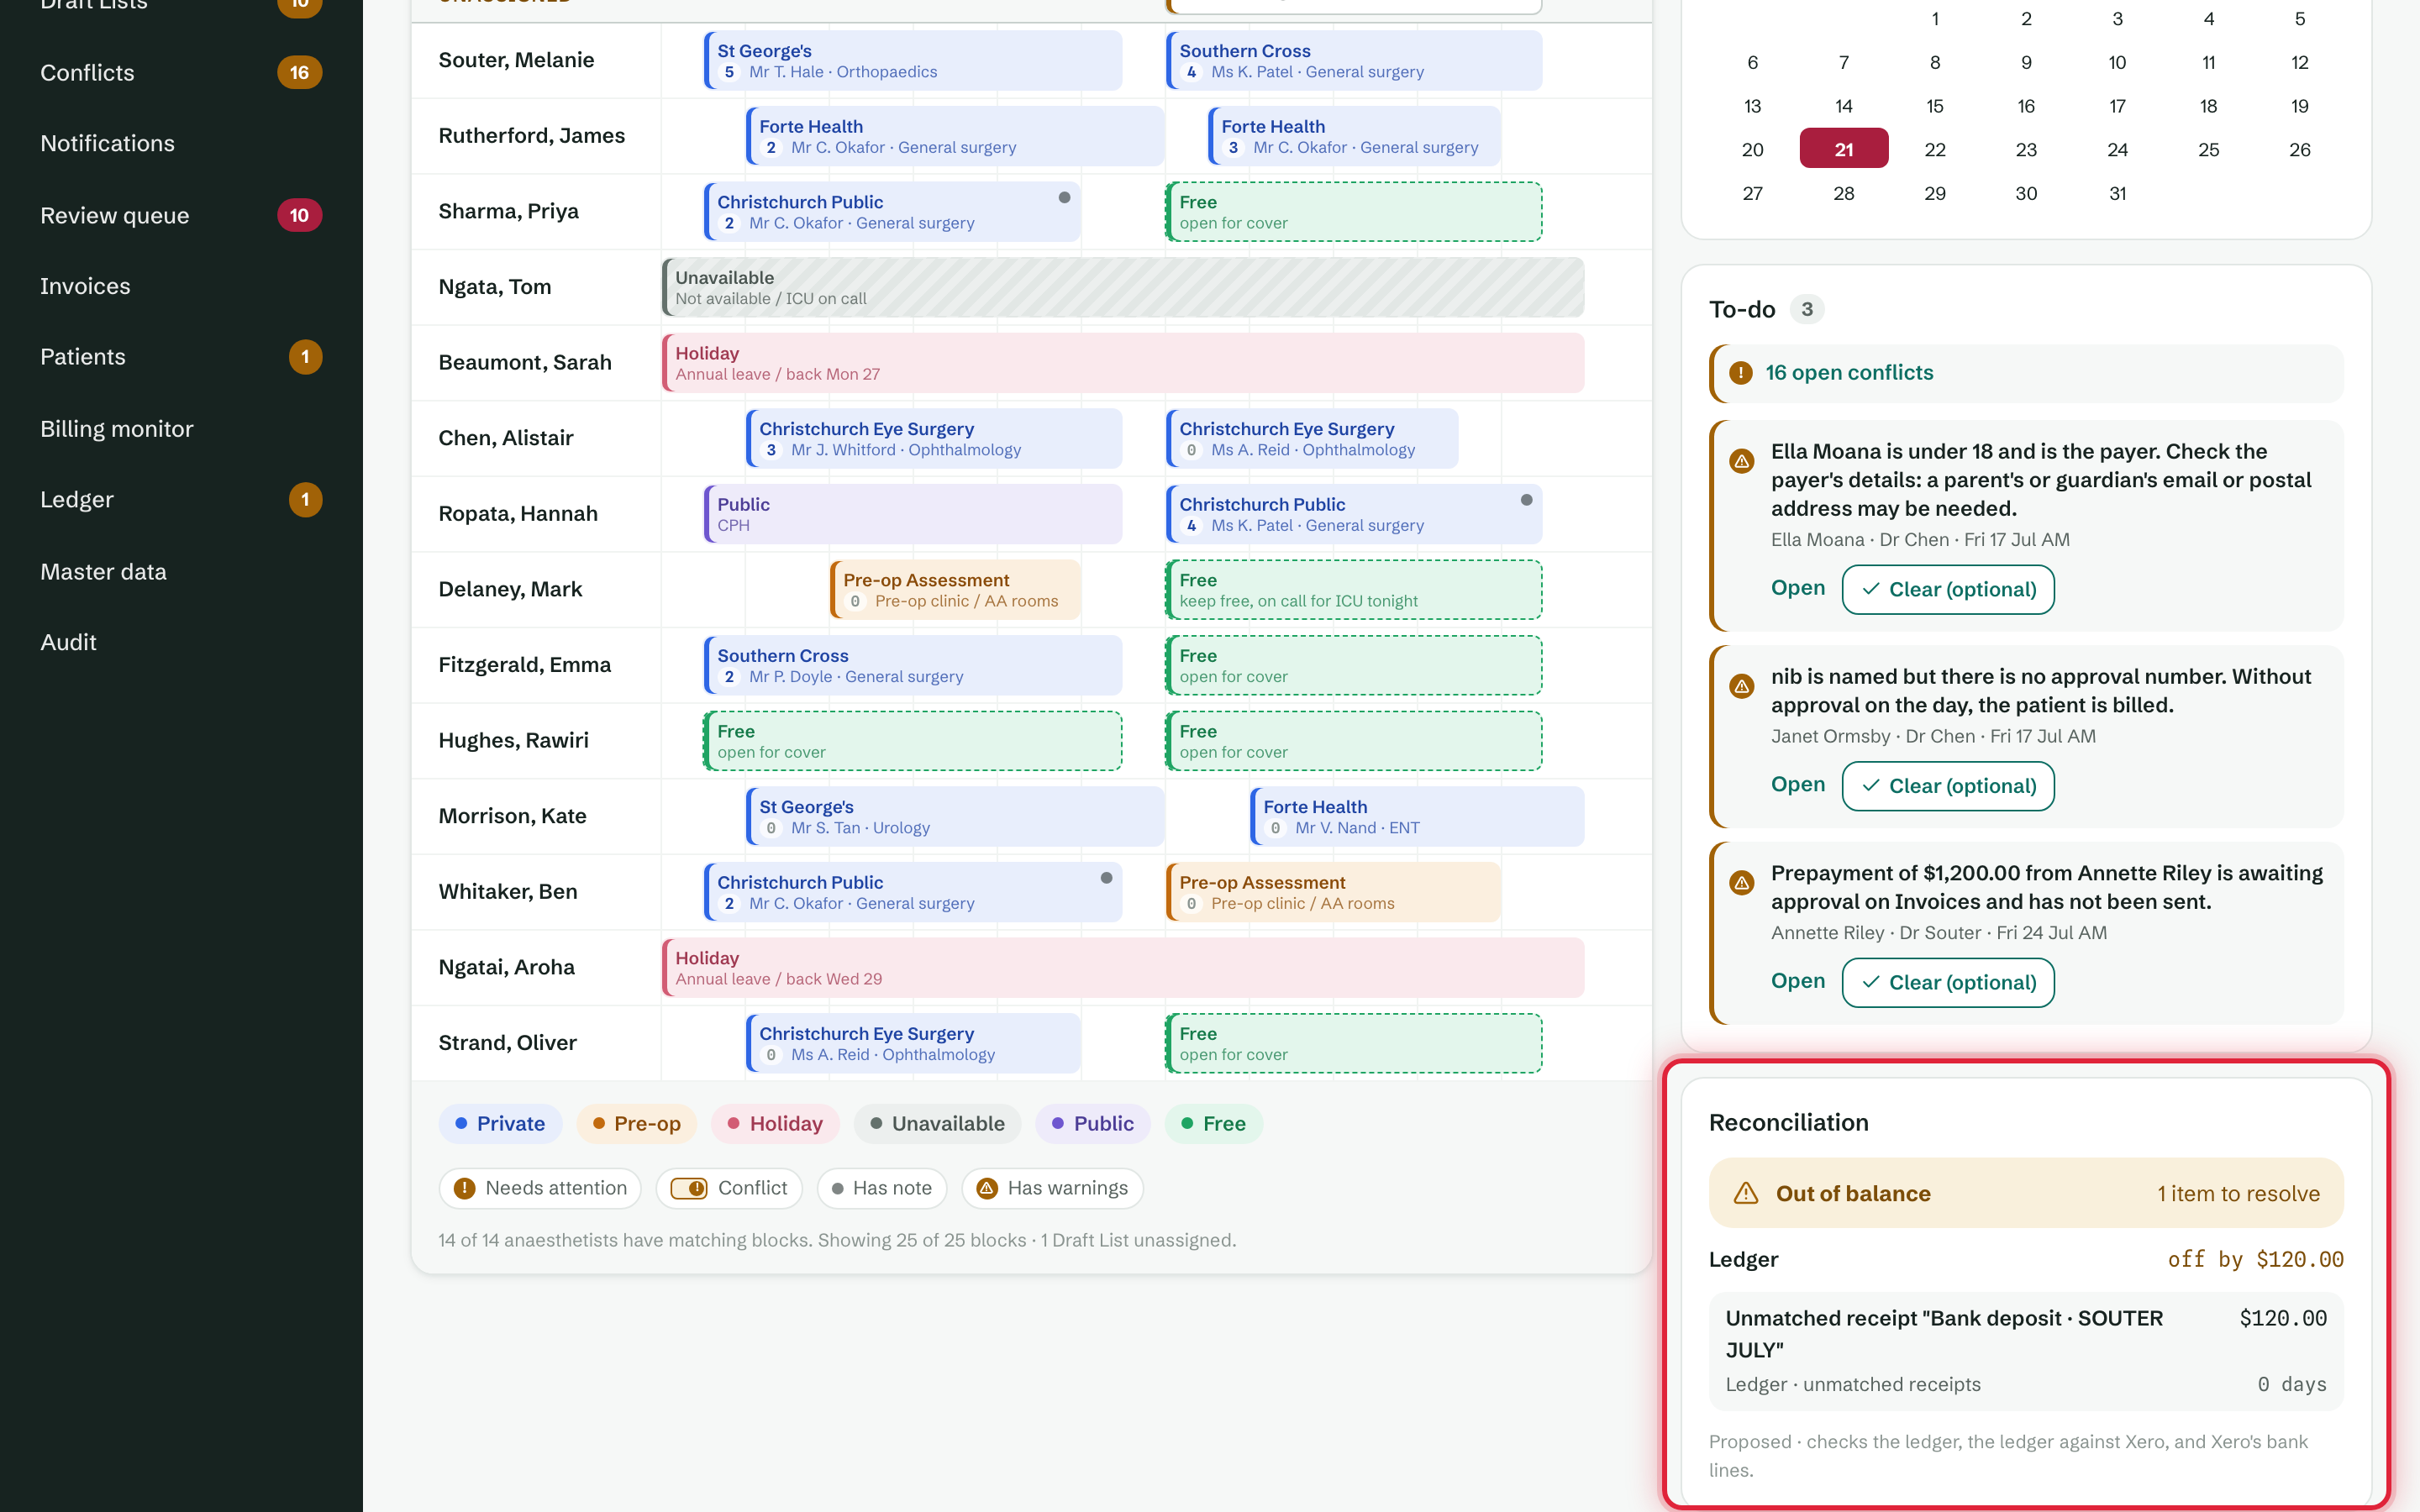 Draft Lists 10
Conflicts 16
Notifications
Review queue 10
Invoices
Patients 1
Billing monitor
Ledger 1
Master data
Audit
UNASSIGNED
Souter, Melanie
St George's
5 Mr T. Hale · Orthopaedics
Southern Cross
4 Ms K. Patel · General surgery
Rutherford, James
Forte Health
2 Mr C. Okafor · General surgery
Forte Health
3 Mr C. Okafor · General surgery
Sharma, Priya
Christchurch Public
2 Mr C. Okafor · General surgery
Free
open for cover
Ngata, Tom
Unavailable
Not available / ICU on call
Beaumont, Sarah
Holiday
Annual leave / back Mon 27
Chen, Alistair
Christchurch Eye Surgery
3 Mr J. Whitford · Ophthalmology
Christchurch Eye Surgery
0 Ms A. Reid · Ophthalmology
Ropata, Hannah
Public
CPH
Christchurch Public
4 Ms K. Patel · General surgery
Delaney, Mark
Pre-op Assessment
0 Pre-op clinic / AA rooms
Free
keep free, on call for ICU tonight
Fitzgerald, Emma
Southern Cross
2 Mr P. Doyle · General surgery
Free
open for cover
Hughes, Rawiri
Free
open for cover
Free
open for cover
Morrison, Kate
St George's
0 Mr S. Tan · Urology
Forte Health
0 Mr V. Nand · ENT
Whitaker, Ben
Christchurch Public
2 Mr C. Okafor · General surgery
Pre-op Assessment
0 Pre-op clinic / AA rooms
Ngatai, Aroha
Holiday
Annual leave / back Wed 29
Strand, Oliver
Christchurch Eye Surgery
0 Ms A. Reid · Ophthalmology
Free
open for cover
Private Pre-op Holiday Unavailable Public Free
Needs attention Conflict Has note Has warnings
14 of 14 anaesthetists have matching blocks. Showing 25 of 25 blocks · 1 Draft List unassigned.
1 2 3 4 5
6 7 8 9 10 11 12
13 14 15 16 17 18 19
20 21 22 23 24 25 26
27 28 29 30 31
To-do 3
16 open conflicts
Ella Moana is under 18 and is the payer. Check the
payer's details: a parent's or guardian's email or postal
address may be needed.
Ella Moana · Dr Chen · Fri 17 Jul AM
Open Clear (optional)
nib is named but there is no approval number. Without
approval on the day, the patient is billed.
Janet Ormsby · Dr Chen · Fri 17 Jul AM
Open Clear (optional)
Prepayment of $1,200.00 from Annette Riley is awaiting
approval on Invoices and has not been sent.
Annette Riley · Dr Souter · Fri 24 Jul AM
Open Clear (optional)
Reconciliation
Out of balance 1 item to resolve
Ledger off by $120.00
Unmatched receipt "Bank deposit · SOUTER $120.00
JULY"
Ledger · unmatched receipts 0 days
Proposed · checks the ledger, the ledger against Xero, and Xero's bank
lines.